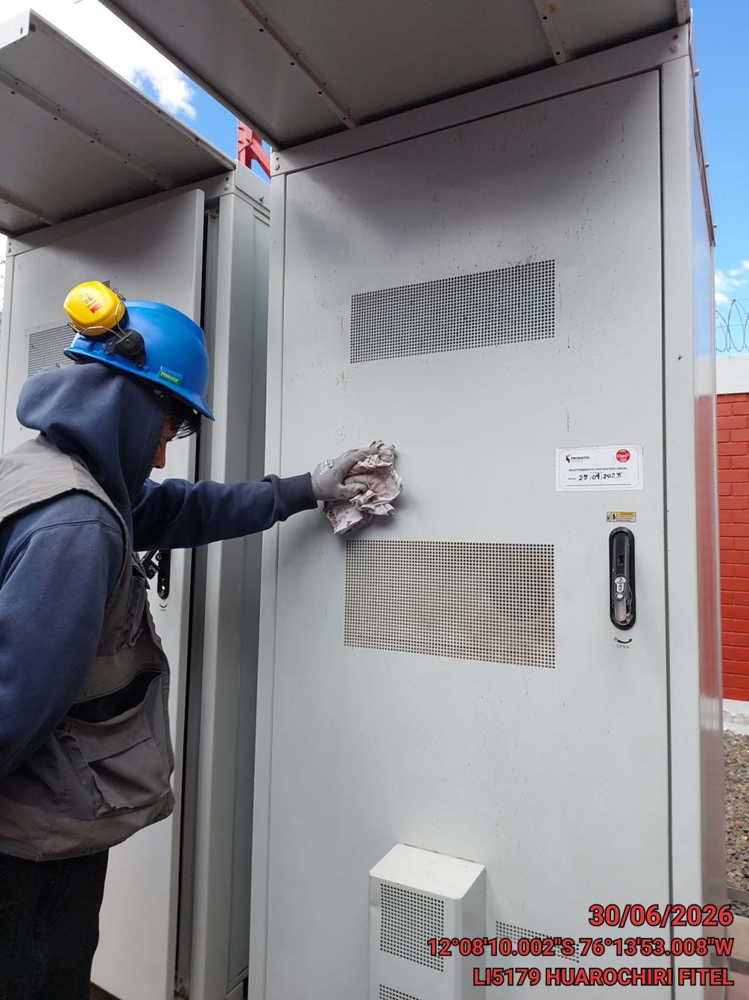 PROMATEL
Claro
MANTENIMIENTO PREVENTIVO ANUAL
29/09/2025
OPEN
30/06/2026
12°08'10.002"S 76°13'53.008"W
LI5179 HUAROCHIRI FITEL